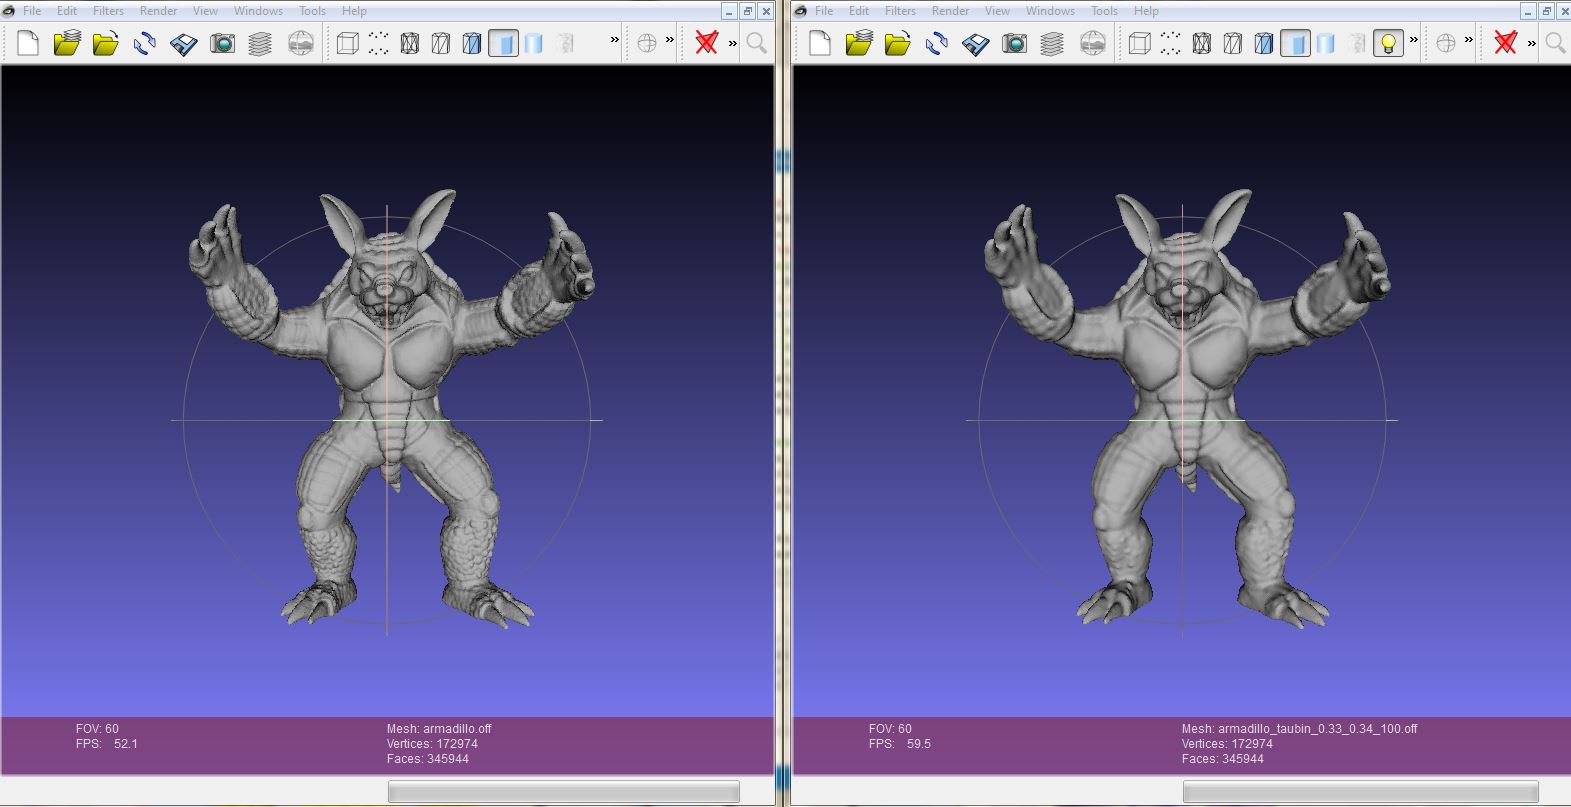 File Edit Filters Render View Windows Tools Help
File Edit Filters Render View Windows Tools Help
FOV: 60
FPS: 52.1
Mesh: armadillo.off
Vertices: 172974
Faces: 345944
FOV: 60
FPS: 59.5
Mesh: armadillo_taubin_0.33_0.34_100.off
Vertices: 172974
Faces: 345944